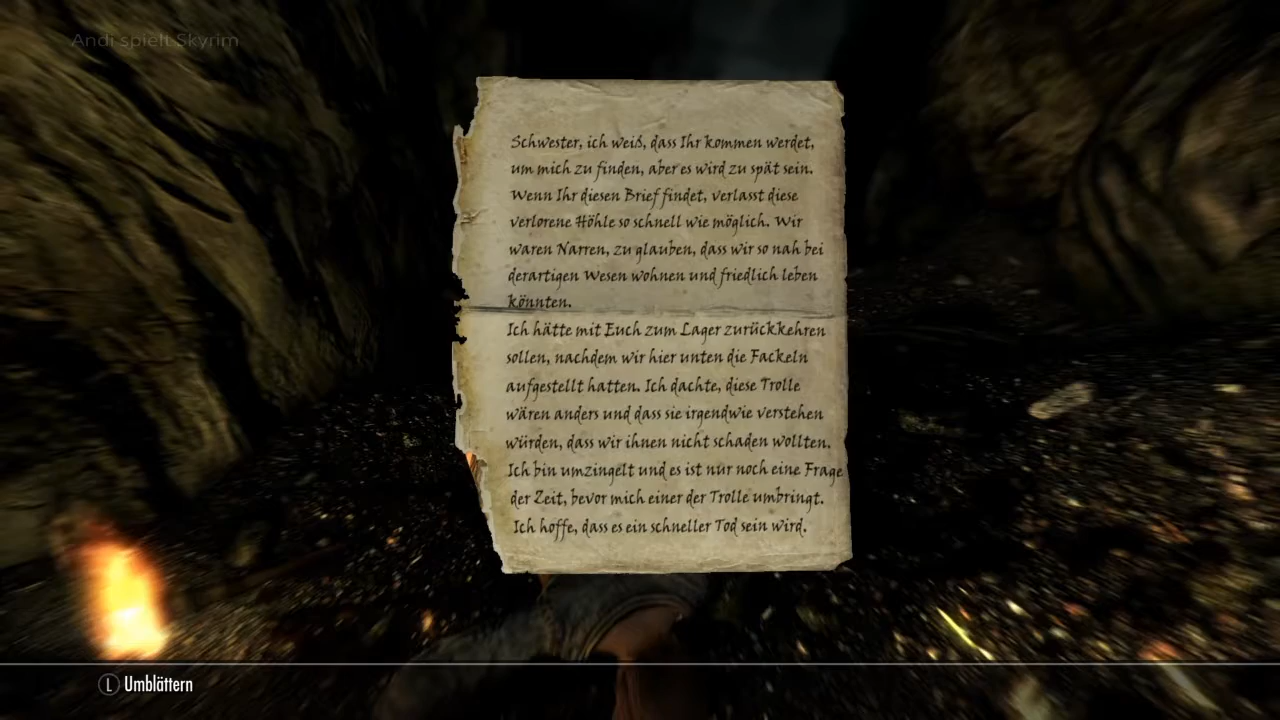 Andi spielt Skyrim
Schwester, ich weiß, dass Ihr kommen werdet,
um mich zu finden, aber es wird zu spät sein.
Wenn Ihr diesen Brief findet, verlasst diese
verlorene Höhle so schnell wie möglich. Wir
waren Narren, zu glauben, dass wir so nah bei
derartigen Wesen wohnen und friedlich leben
könnten.
Ich hätte mit Euch zum Lager zurückkehren
sollen, nachdem wir hier unten die Fackeln
aufgestellt hatten. Ich dachte, diese Trolle
wären anders und dass sie irgendwie verstehen
würden, dass wir ihnen nicht schaden wollten.
Ich bin umzingelt und es ist nur noch eine Frage
der Zeit, bevor mich einer der Trolle umbringt.
Ich hoffe, dass es ein schneller Tod sein wird.
L Umblättern